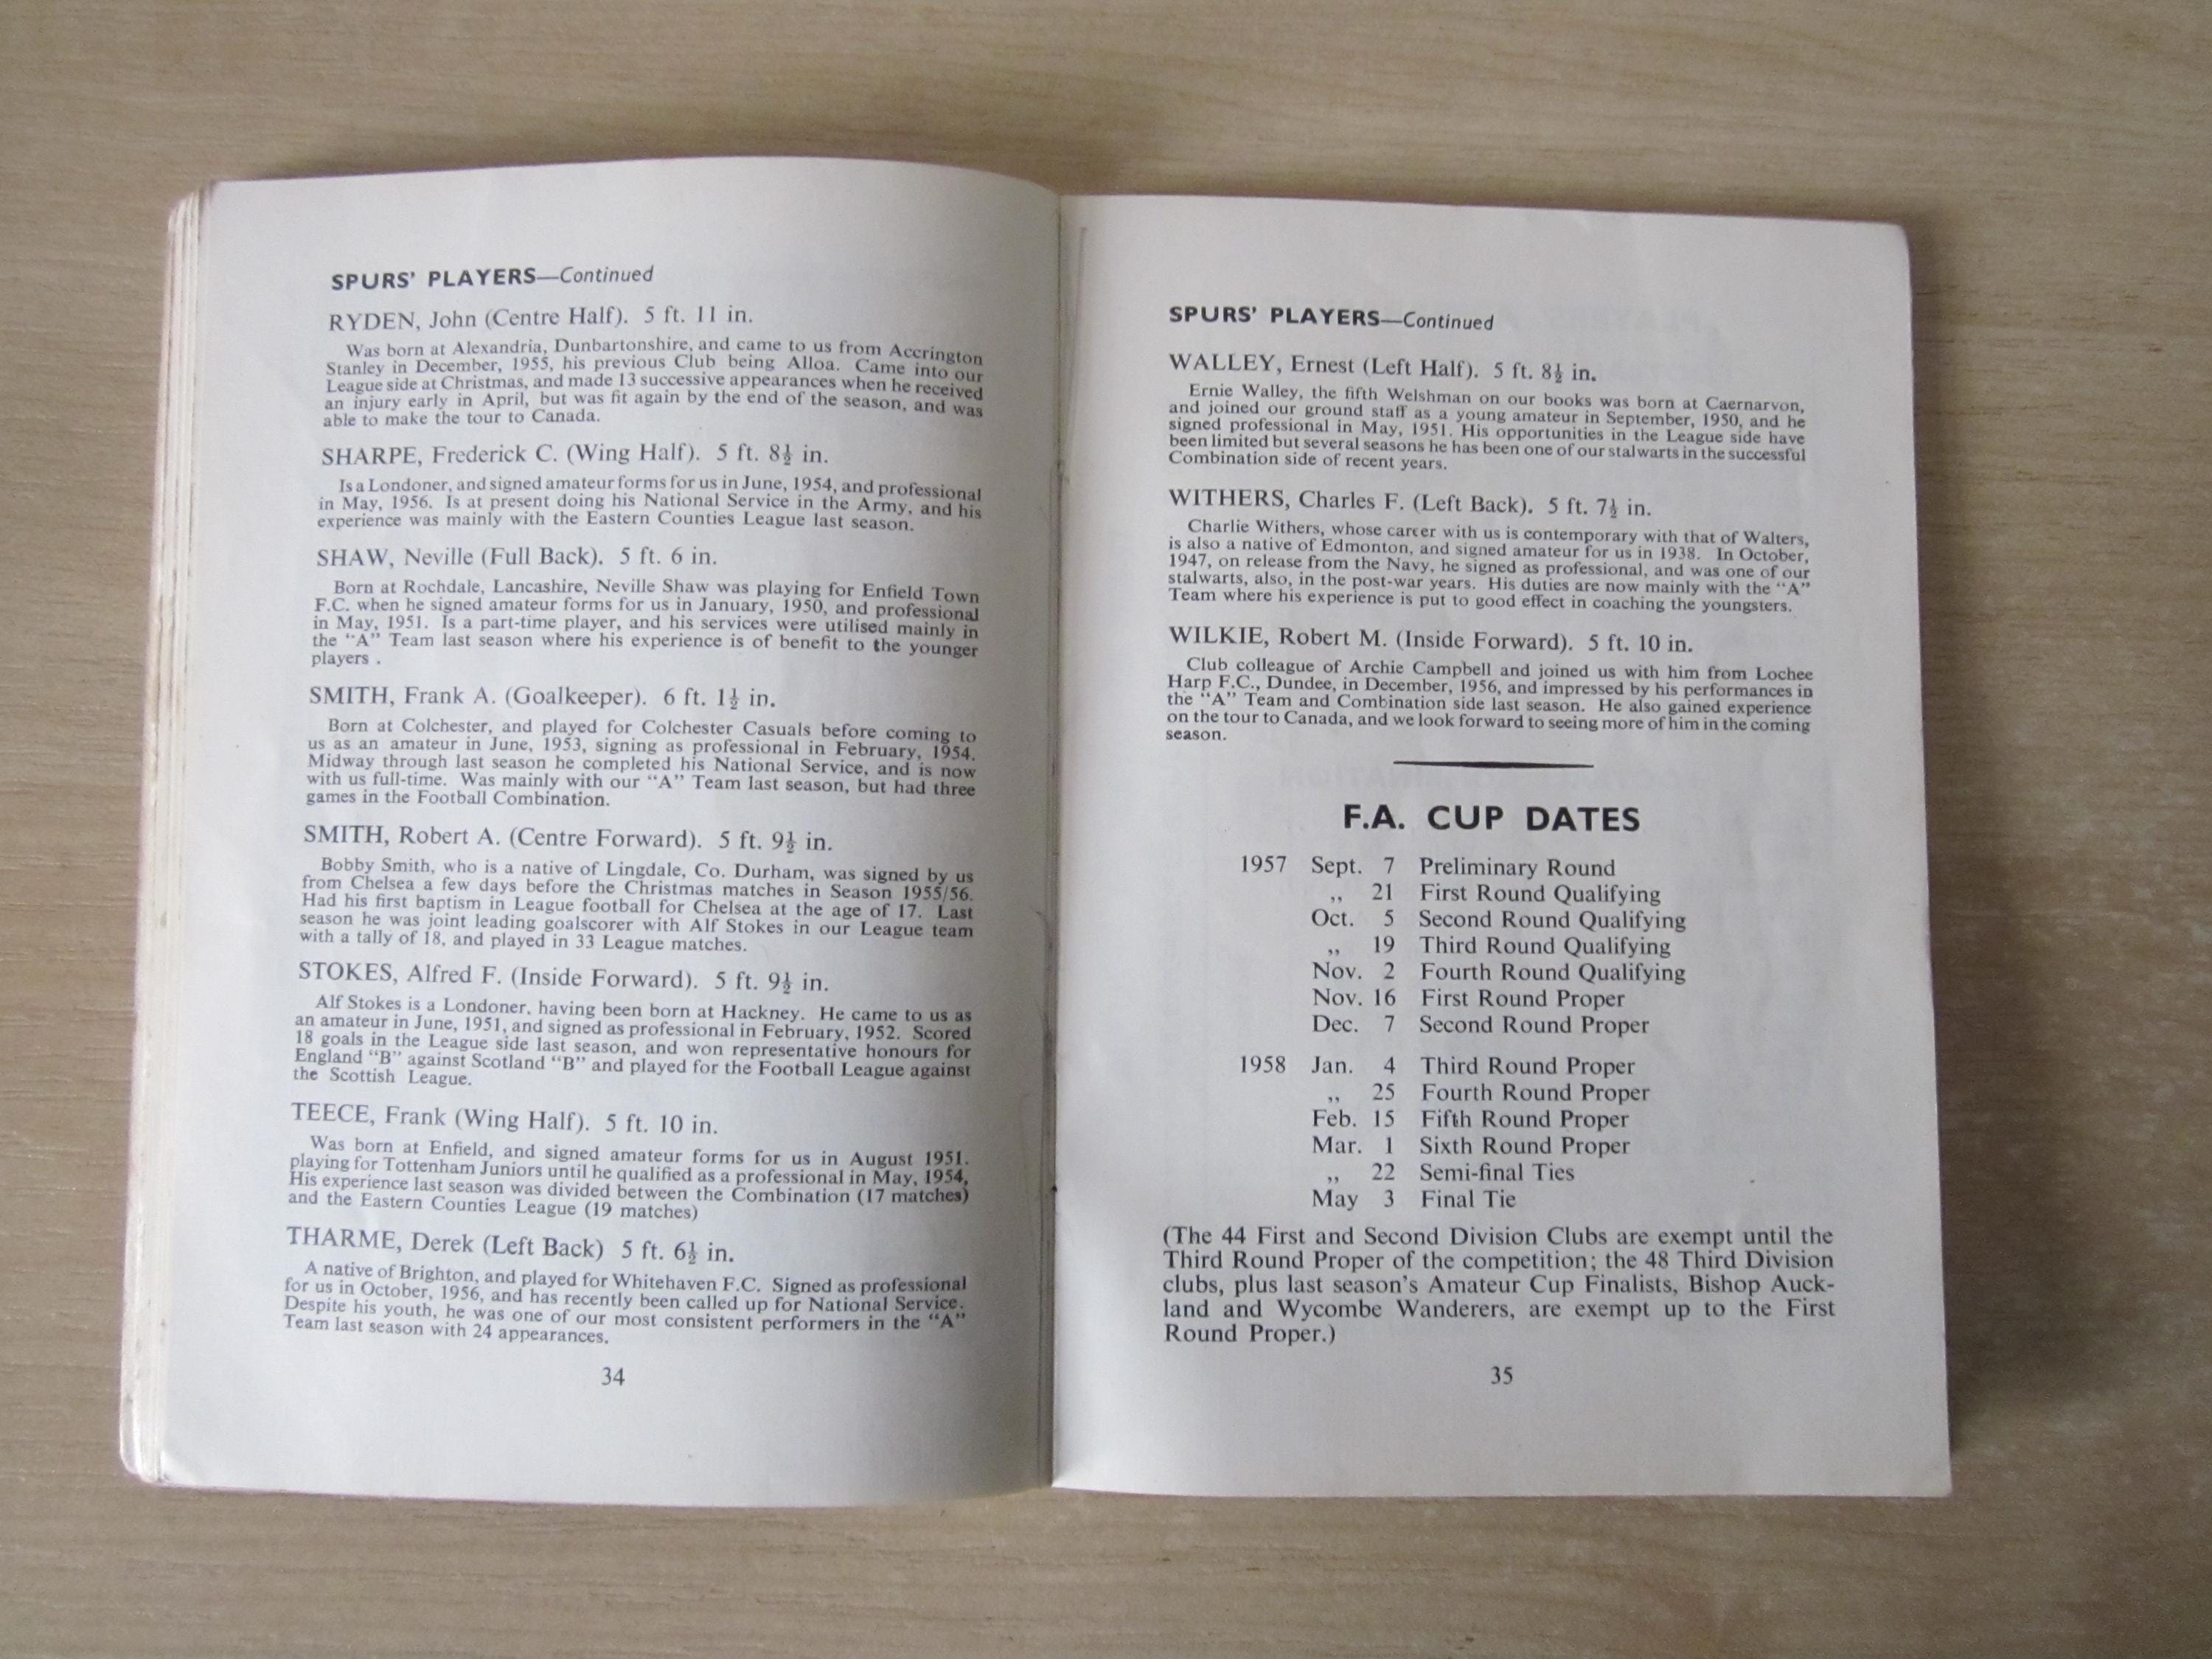 SPURS' PLAYERS—Continued
RYDEN, John (Centre Half). 5 ft. 11 in.
Was born at Alexandria, Dunbartonshire, and came to us from Accrington
Stanley in December, 1955, his previous Club being Alloa. Came into our
League side at Christmas, and made 13 successive appearances when he received
an injury early in April, but was fit again by the end of the season, and was
able to make the tour to Canada.
SHARPE, Frederick C. (Wing Half). 5 ft. 8½ in.
Is a Londoner, and signed amateur forms for us in June, 1954, and professional
in May, 1956. Is at present doing his National Service in the Army, and his
experience was mainly with the Eastern Counties League last season.
SHAW, Neville (Full Back). 5 ft. 6 in.
Born at Rochdale, Lancashire, Neville Shaw was playing for Enfield Town
F.C. when he signed amateur forms for us in January, 1950, and professional
in May, 1951. Is a part-time player, and his services were utilised mainly in
the "A" Team last season where his experience is of benefit to the younger
players .
SMITH, Frank A. (Goalkeeper). 6 ft. 1½ in.
Born at Colchester, and played for Colchester Casuals before coming to
us as an amateur in June, 1953, signing as professional in February, 1954.
Midway through last season he completed his National Service, and is now
with us full-time. Was mainly with our "A" Team last season, but had three
games in the Football Combination.
SMITH, Robert A. (Centre Forward). 5 ft. 9½ in.
Bobby Smith, who is a native of Lingdale, Co. Durham, was signed by us
from Chelsea a few days before the Christmas matches in Season 1955/56.
Had his first baptism in League football for Chelsea at the age of 17. Last
season he was joint leading goalscorer with Alf Stokes in our League team
with a tally of 18, and played in 33 League matches.
STOKES, Alfred F. (Inside Forward). 5 ft. 9½ in.
Alf Stokes is a Londoner, having been born at Hackney. He came to us as
an amateur in June, 1951, and signed as professional in February, 1952. Scored
18 goals in the League side last season, and won representative honours for
England "B" against Scotland "B" and played for the Football League against
the Scottish League.
TEECE, Frank (Wing Half). 5 ft. 10 in.
Was born at Enfield, and signed amateur forms for us in August 1951.
playing for Tottenham Juniors until he qualified as a professional in May, 1954,
His experience last season was divided between the Combination (17 matches)
and the Eastern Counties League (19 matches)
THARME, Derek (Left Back) 5 ft. 6½ in.
A native of Brighton, and played for Whitehaven F.C. Signed as professional
for us in October, 1956, and has recently been called up for National Service.
Despite his youth, he was one of our most consistent performers in the "A"
Team last season with 24 appearances.
34
SPURS' PLAYERS—Continued
WALLEY, Ernest (Left Half). 5 ft. 8½ in.
Ernie Walley, the fifth Welshman on our books was born at Caernarvon,
and joined our ground staff as a young amateur in September, 1950, and he
signed professional in May, 1951. His opportunities in the League side have
been limited but several seasons he has been one of our stalwarts in the successful
Combination side of recent years.
WITHERS, Charles F. (Left Back). 5 ft. 7½ in.
Charlie Withers, whose career with us is contemporary with that of Walters,
is also a native of Edmonton, and signed amateur for us in 1938. In October,
1947, on release from the Navy, he signed as professional, and was one of our
stalwarts, also, in the post-war years. His duties are now mainly with the "A"
Team where his experience is put to good effect in coaching the youngsters.
WILKIE, Robert M. (Inside Forward). 5 ft. 10 in.
Club colleague of Archie Campbell and joined us with him from Lochee
Harp F.C., Dundee, in December, 1956, and impressed by his performances in
the "A" Team and Combination side last season. He also gained experience
on the tour to Canada, and we look forward to seeing more of him in the coming
season.
F.A. CUP DATES
1957 Sept. 7 Preliminary Round
,, 21 First Round Qualifying
Oct. 5 Second Round Qualifying
,, 19 Third Round Qualifying
Nov. 2 Fourth Round Qualifying
Nov. 16 First Round Proper
Dec. 7 Second Round Proper
1958 Jan. 4 Third Round Proper
,, 25 Fourth Round Proper
Feb. 15 Fifth Round Proper
Mar. 1 Sixth Round Proper
,, 22 Semi-final Ties
May 3 Final Tie
(The 44 First and Second Division Clubs are exempt until the
Third Round Proper of the competition; the 48 Third Division
clubs, plus last season's Amateur Cup Finalists, Bishop Auck-
land and Wycombe Wanderers, are exempt up to the First
Round Proper.)
35